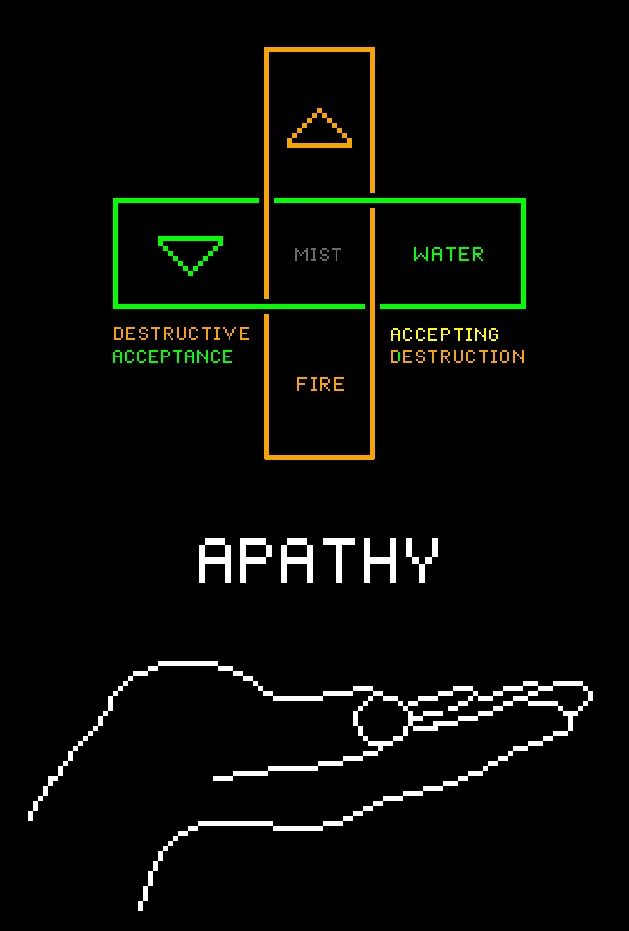 MIST
WATER
DESTRUCTIVE
ACCEPTANCE
ACCEPTING
DESTRUCTION
FIRE
APATHY